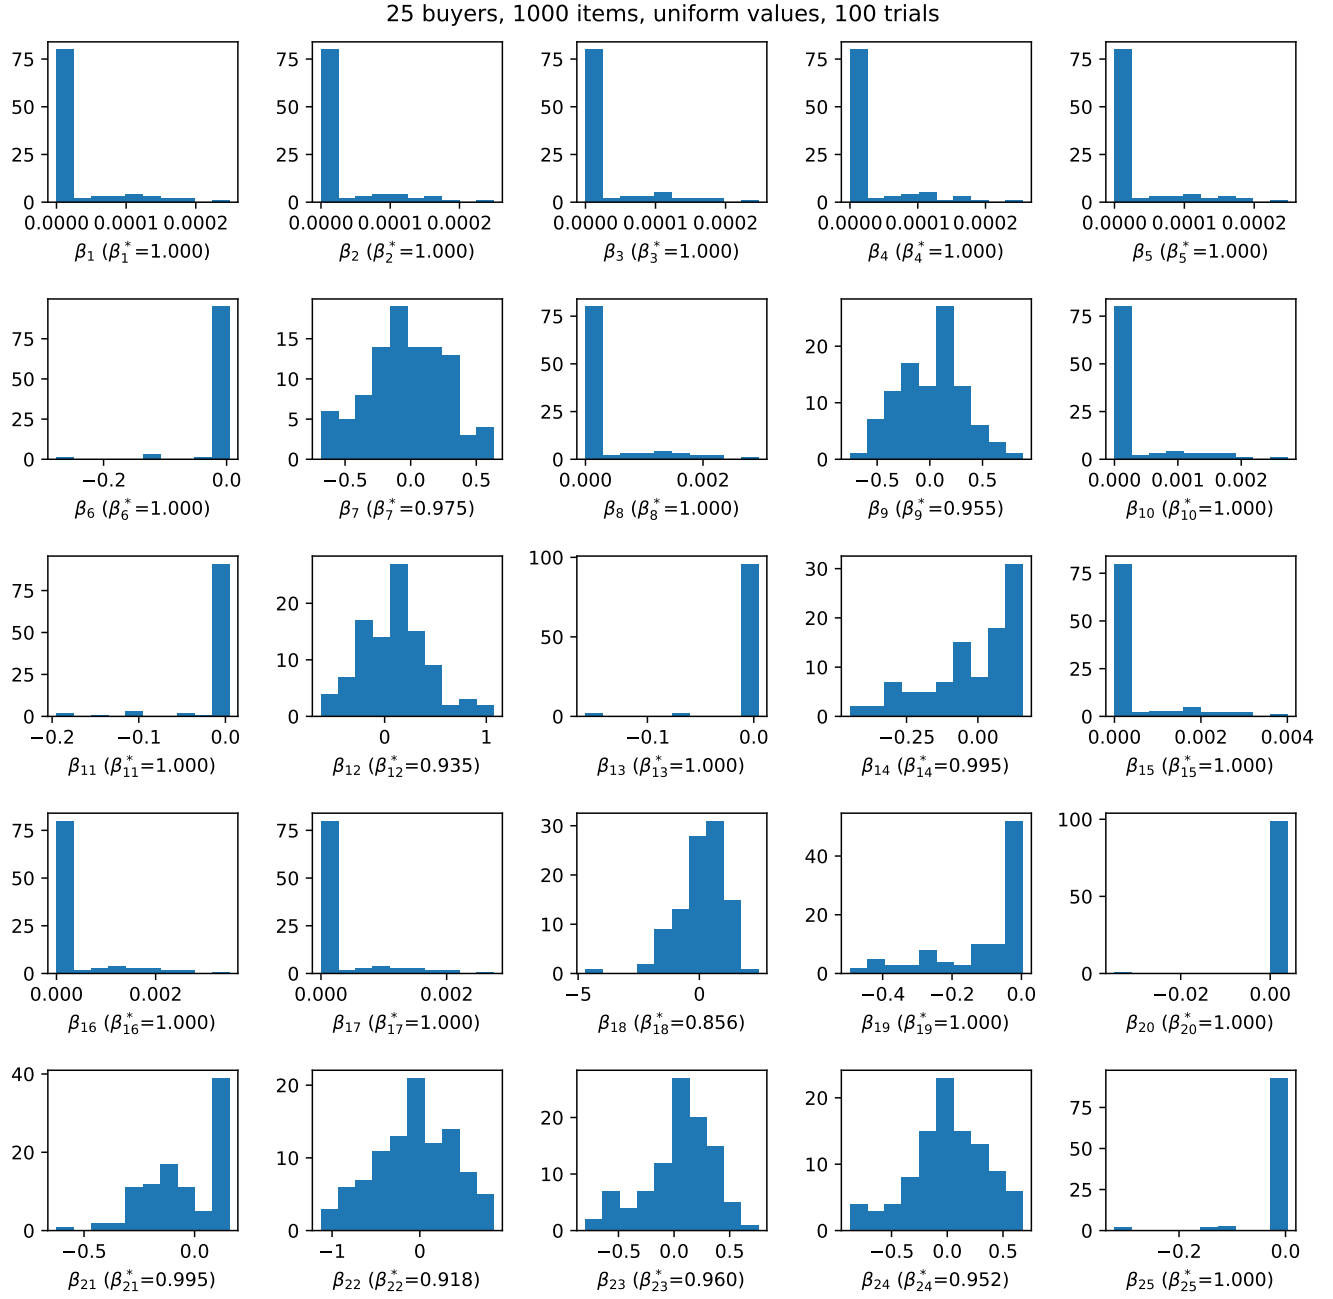 25 buyers, 1000 items, uniform values, 100 trials
75
50
25
0
0.0000 0.0001 0.0002
β₁ (β₁*=1.000)
75
50
25
0
0.0000 0.0001 0.0002
β₂ (β₂*=1.000)
75
50
25
0
0.0000 0.0001 0.0002
β₃ (β₃*=1.000)
75
50
25
0
0.0000 0.0001 0.0002
β₄ (β₄*=1.000)
75
50
25
0
0.0000 0.0001 0.0002
β₅ (β₅*=1.000)
75
50
25
0
−0.2 0.0
β₆ (β₆*=1.000)
15
10
5
0
−0.5 0.0 0.5
β₇ (β₇*=0.975)
75
50
25
0
0.000 0.002
β₈ (β₈*=1.000)
20
10
0
−0.5 0.0 0.5
β₉ (β₉*=0.955)
75
50
25
0
0.000 0.001 0.002
β₁₀ (β₁₀*=1.000)
75
50
25
0
−0.2 −0.1 0.0
β₁₁ (β₁₁*=1.000)
20
10
0
0 1
β₁₂ (β₁₂*=0.935)
100
50
0
−0.1 0.0
β₁₃ (β₁₃*=1.000)
30
20
10
0
−0.25 0.00
β₁₄ (β₁₄*=0.995)
75
50
25
0
0.000 0.002 0.004
β₁₅ (β₁₅*=1.000)
75
50
25
0
0.000 0.002
β₁₆ (β₁₆*=1.000)
75
50
25
0
0.000 0.002
β₁₇ (β₁₇*=1.000)
30
20
10
0
−5 0
β₁₈ (β₁₈*=0.856)
40
20
0
−0.4 −0.2 0.0
β₁₉ (β₁₉*=1.000)
100
50
0
−0.02 0.00
β₂₀ (β₂₀*=1.000)
40
20
0
−0.5 0.0
β₂₁ (β₂₁*=0.995)
20
10
0
−1 0
β₂₂ (β₂₂*=0.918)
20
10
0
−0.5 0.0 0.5
β₂₃ (β₂₃*=0.960)
20
10
0
−0.5 0.0 0.5
β₂₄ (β₂₄*=0.952)
75
50
25
0
−0.2 0.0
β₂₅ (β₂₅*=1.000)